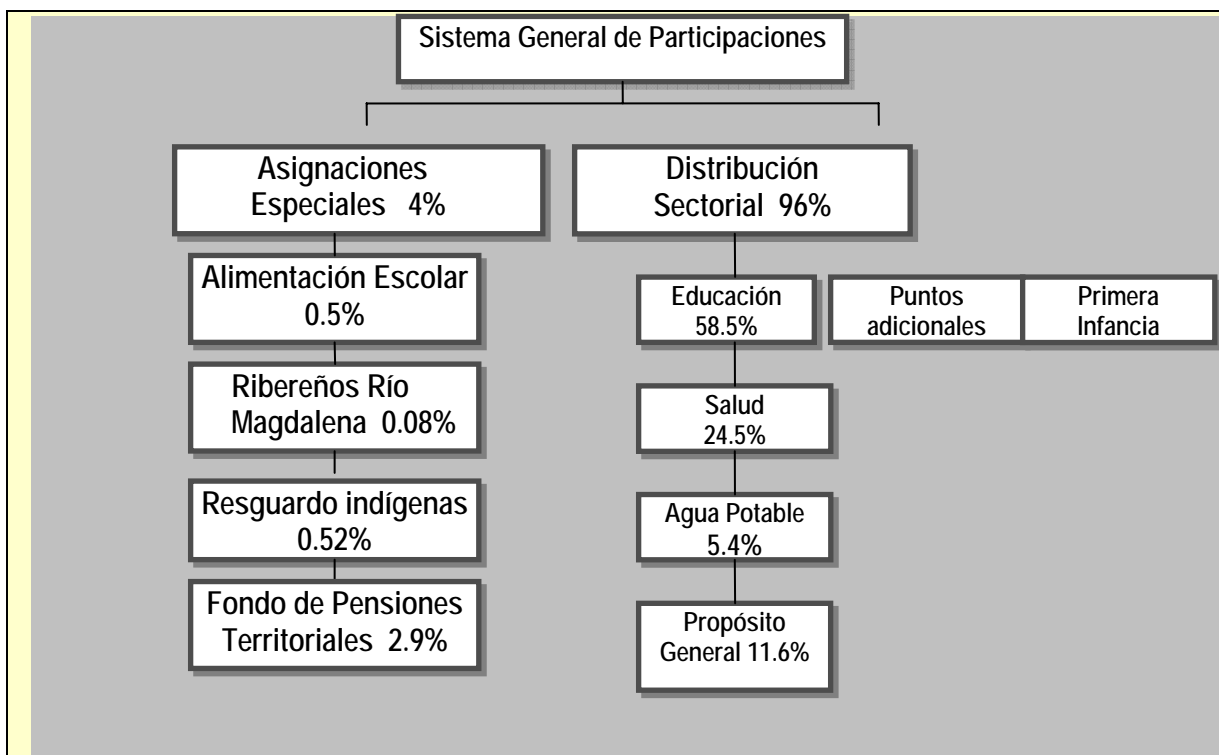 Sistema General de Participaciones
Asignaciones
Especiales 4%
Distribución
Sectorial 96%
Alimentación Escolar
0.5%
Educación
58.5%
Puntos
adicionales
Primera
Infancia
Ribereños Río
Magdalena 0.08%
Salud
24.5%
Resguardo indígenas
0.52%
Agua Potable
5.4%
Fondo de Pensiones
Territoriales 2.9%
Propósito
General 11.6%